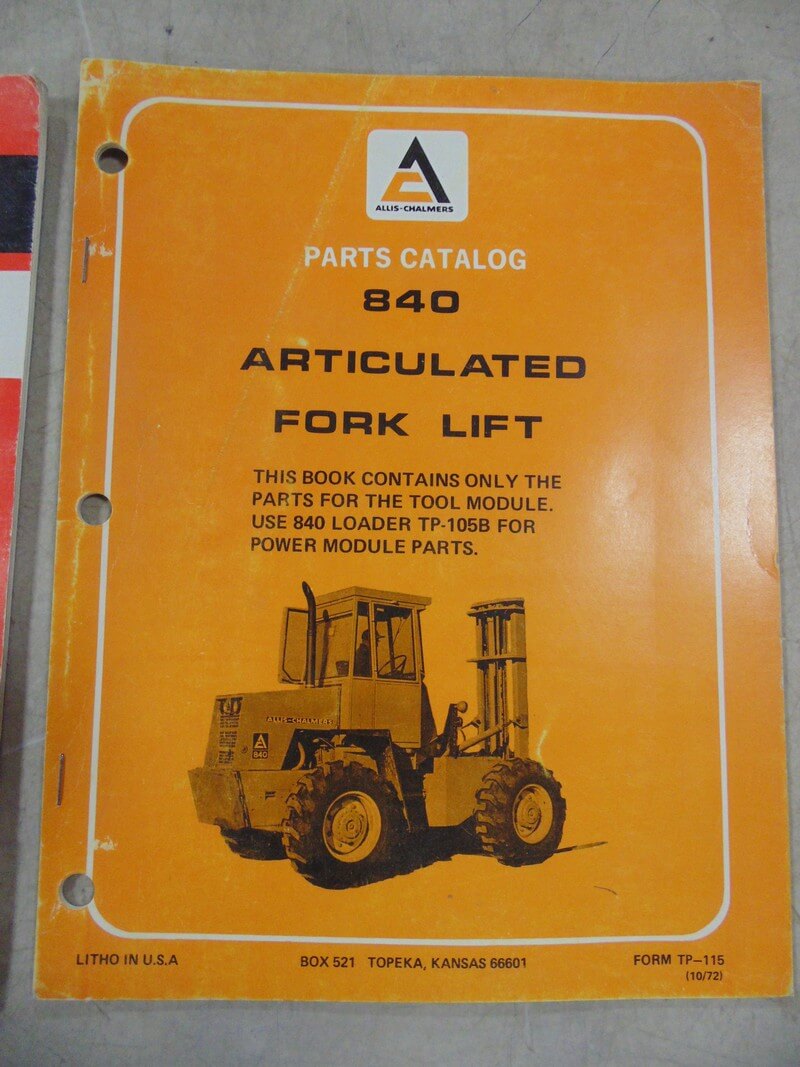 ALLIS-CHALMERS
PARTS CATALOG
840
ARTICULATED
FORK LIFT
THIS BOOK CONTAINS ONLY THE
PARTS FOR THE TOOL MODULE.
USE 840 LOADER TP-105B FOR
POWER MODULE PARTS.
ALLIS-CHALMERS
840
LITHO IN U.S.A
BOX 521 TOPEKA, KANSAS 66601
FORM TP-115
(10/72)